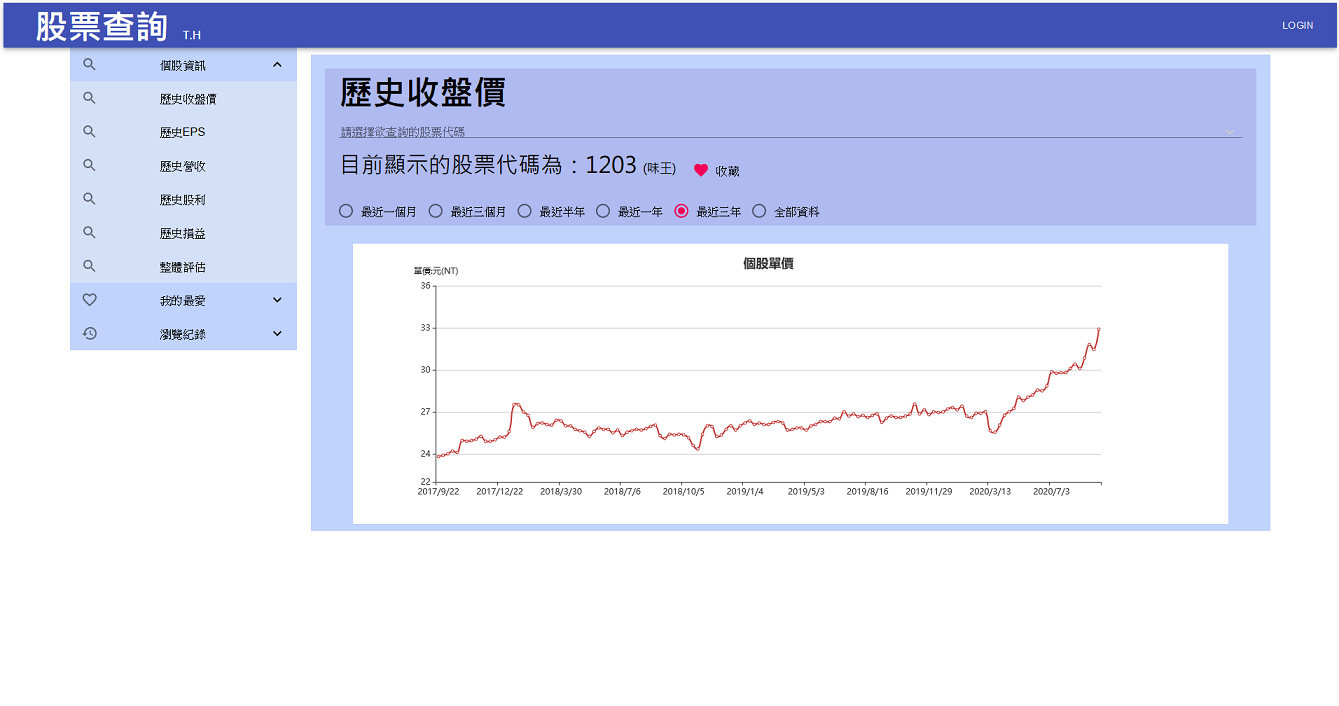 股票查詢 T.H
LOGIN
個股資訊
歷史收盤價
歷史EPS
歷史營收
歷史股利
歷史損益
整體評估
我的最愛
瀏覽紀錄
歷史收盤價
請選擇欲查詢的股票代碼
目前顯示的股票代碼為：1203 (味王) 收藏
最近一個月 最近三個月 最近半年 最近一年 最近三年 全部資料
個股單價
單價:元(NT)
36
33
30
27
24
22
2017/9/22 2017/12/22 2018/3/30 2018/7/6 2018/10/5 2019/1/4 2019/5/3 2019/8/16 2019/11/29 2020/3/13 2020/7/3